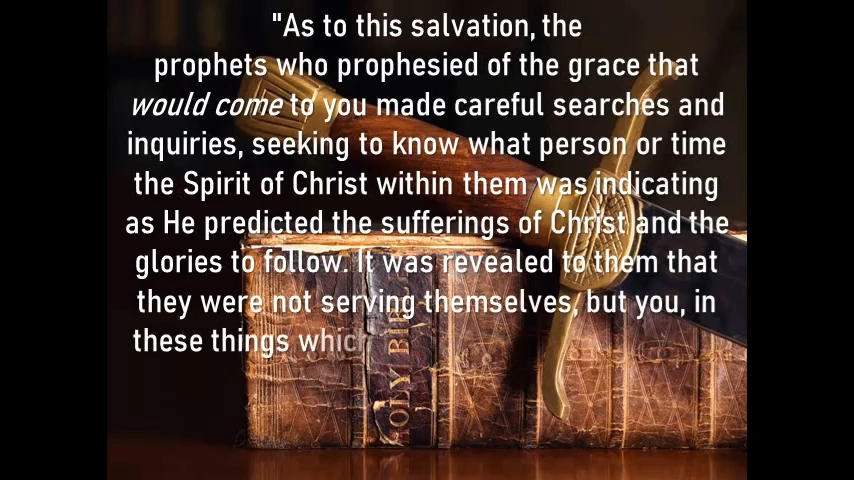 "As to this salvation, the
prophets who prophesied of the grace that
would come to you made careful searches and
inquiries, seeking to know what person or time
the Spirit of Christ within them was indicating
as He predicted the sufferings of Christ and the
glories to follow. It was revealed to them that
they were not serving themselves, but you, in
these things which
HOLY BIBLE